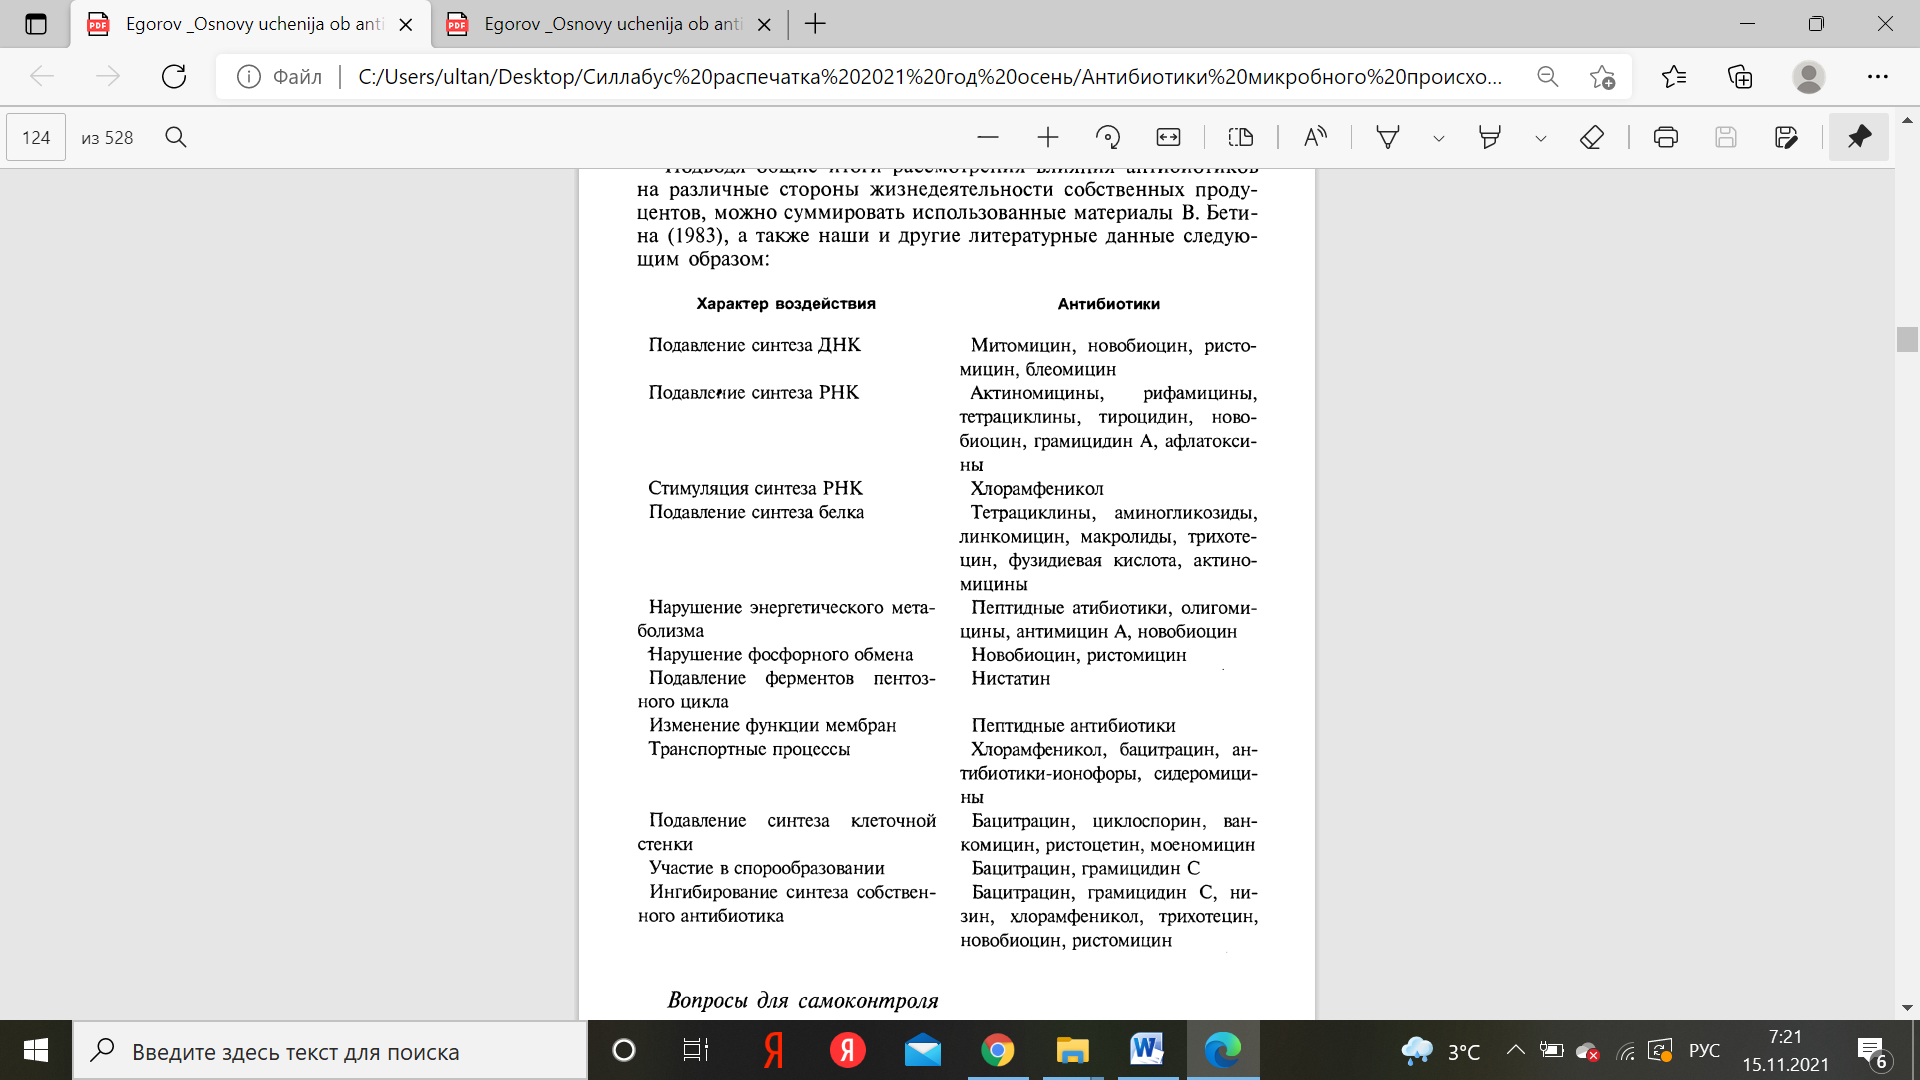 Egorov _Osnovy uchenija ob anti
Egorov _Osnovy uchenija ob anti
Файл
C:/Users/ultan/Desktop/Силлабус%20распечатка%202021%20год%20осень/Антибиотики%20микробного%20происхо...
124 из 528
Подводя общие итоги рассмотрения влияния антибиотиков
на различные стороны жизнедеятельности собственных проду-
центов, можно суммировать использованные материалы В. Бети-
на (1983), а также наши и другие литературные данные следую-
щим образом:
Характер воздействия Антибиотики
Подавление синтеза ДНК Митомицин, новобиоцин, ристо-
мицин, блеомицин
Подавление синтеза РНК Актиномицины, рифамицины,
тетрациклины, тироцидин, ново-
биоцин, грамицидин А, афлатокси-
ны
Стимуляция синтеза РНК Хлорамфеникол
Подавление синтеза белка Тетрациклины, аминогликозиды,
линкомицин, макролиды, трихоте-
цин, фузидиевая кислота, актино-
мицины
Нарушение энергетического мета- Пептидные атибиотики, олигоми-
болизма цины, антимицин А, новобиоцин
Нарушение фосфорного обмена Новобиоцин, ристомицин
Подавление ферментов пентоз- Нистатин
ного цикла
Изменение функции мембран Пептидные антибиотики
Транспортные процессы Хлорамфеникол, бацитрацин, ан-
тибиотики-ионофоры, сидеромици-
ны
Подавление синтеза клеточной Бацитрацин, циклоспорин, ван-
стенки комицин, ристоцетин, моеномицин
Участие в спорообразовании Бацитрацин, грамицидин С
Ингибирование синтеза собствен- Бацитрацин, грамицидин С, ни-
ного антибиотика зин, хлорамфеникол, трихотецин,
новобиоцин, ристомицин
Вопросы для самоконтроля
Введите здесь текст для поиска
3°C
РУС
7:21
15.11.2021
6